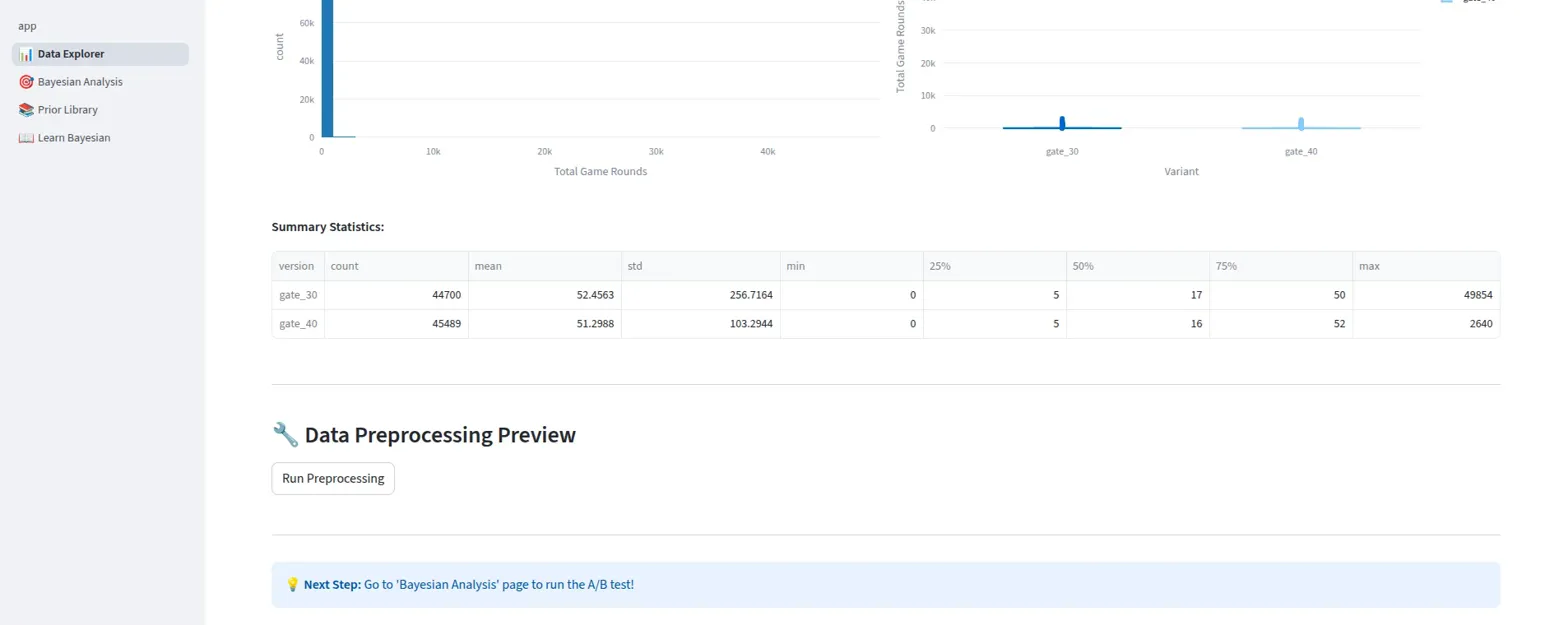 app
📊 Data Explorer
🎯 Bayesian Analysis
📚 Prior Library
📖 Learn Bayesian
60k
40k
20k
0
count
0 10k 20k 30k 40k
Total Game Rounds
30k
20k
10k
0
Total Game Rounds
gate_30 gate_40
Variant
Summary Statistics:
version count mean std min 25% 50% 75% max
gate_30 44700 52.4563 256.7164 0 5 17 50 49854
gate_40 45489 51.2988 103.2944 0 5 16 52 2640
🔧 Data Preprocessing Preview
Run Preprocessing
💡 Next Step: Go to 'Bayesian Analysis' page to run the A/B test!